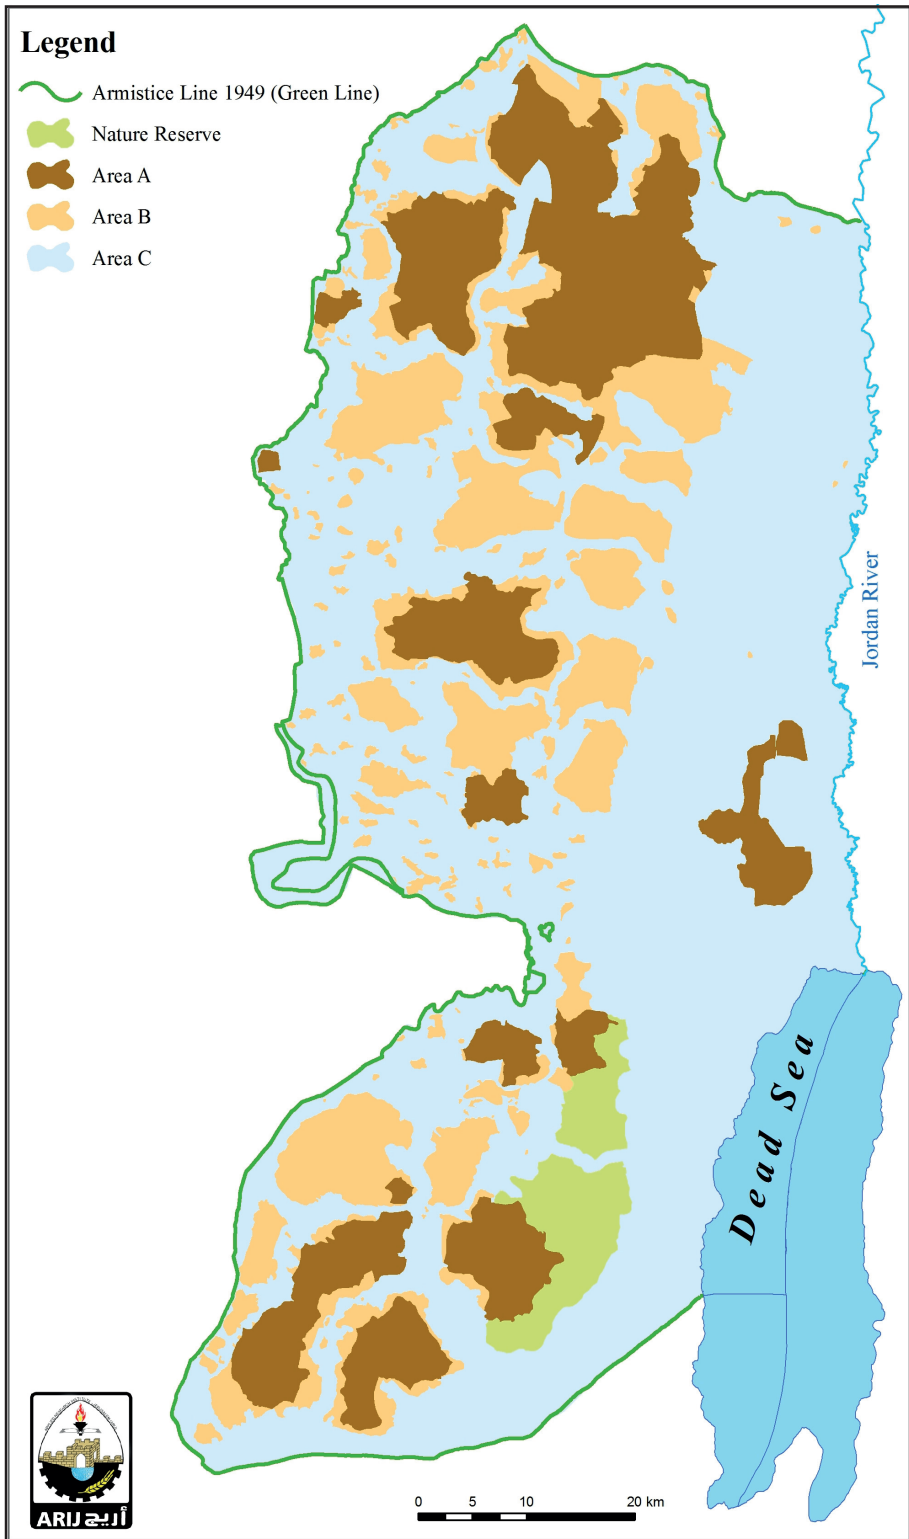 Legend
Armistice Line 1949 (Green Line)
Nature Reserve
Area A
Area B
Area C
Jordan River
Dead Sea
0 5 10 20 km
ARIJ أريج